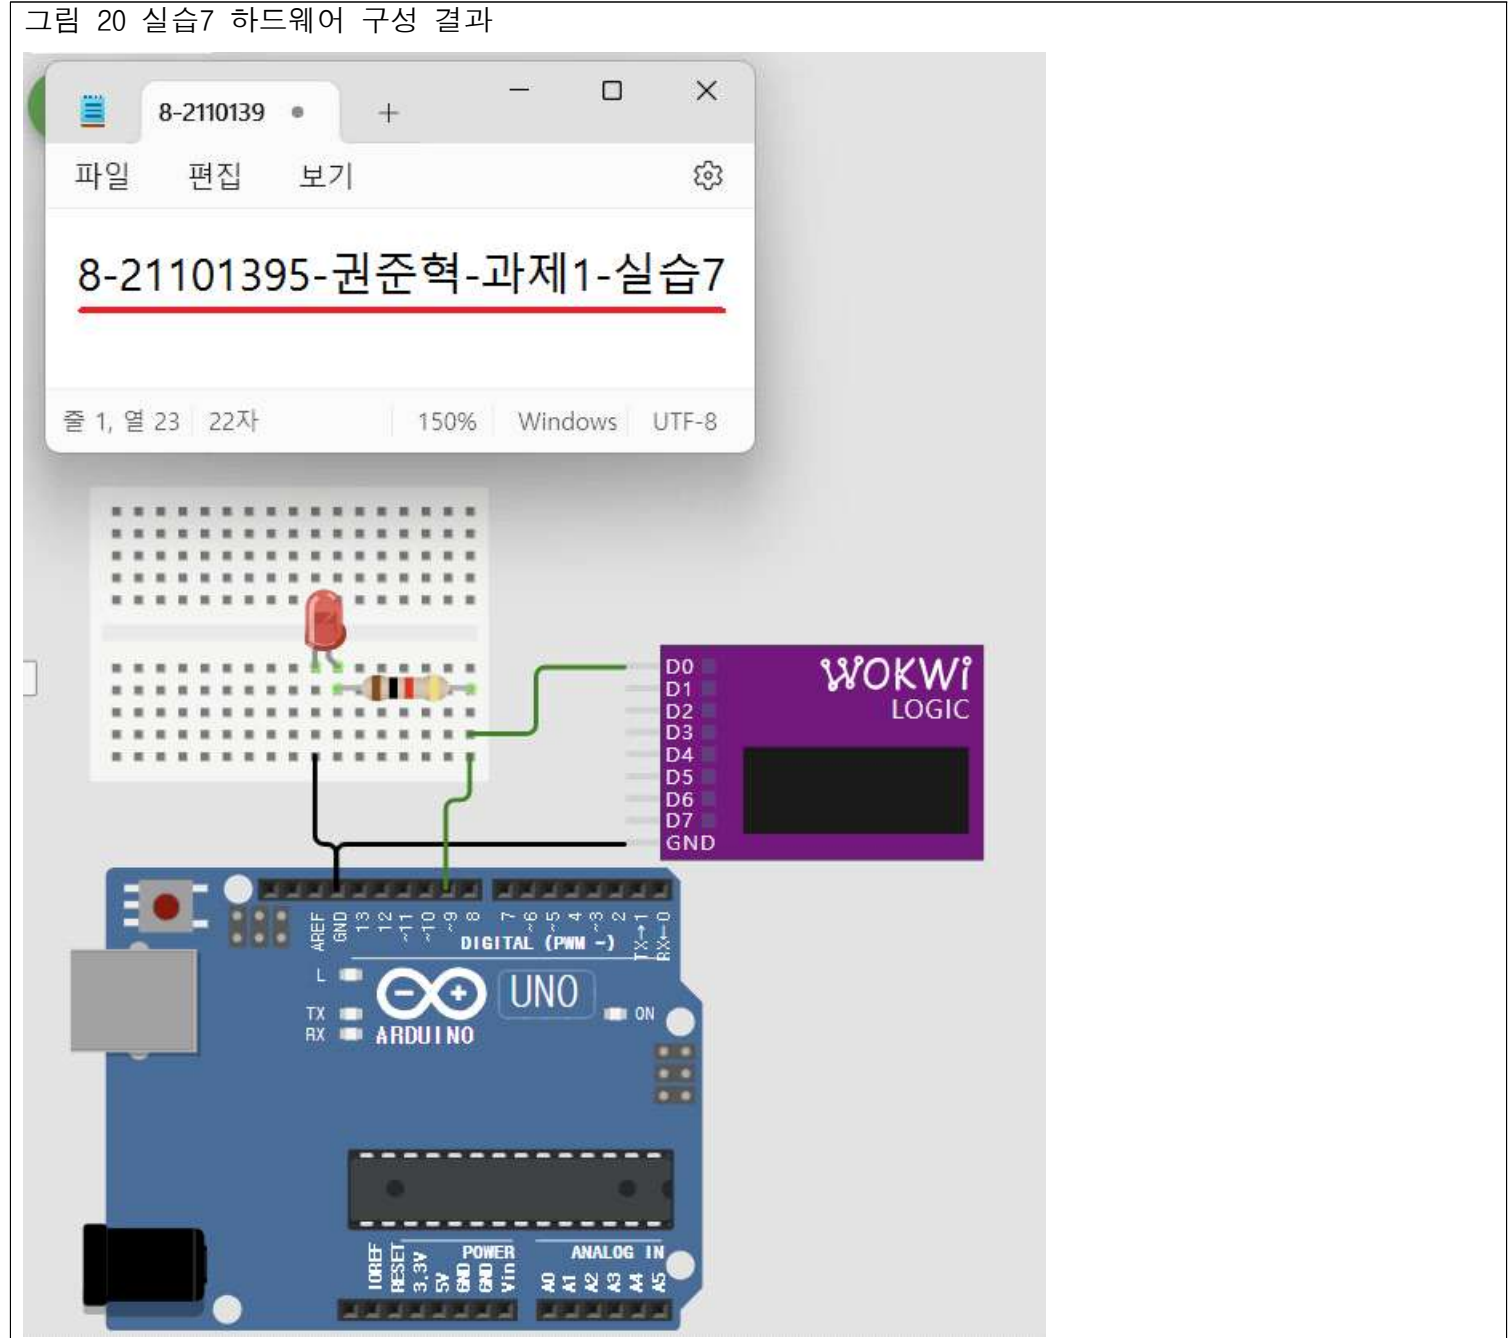 그림 20 실습7 하드웨어 구성 결과
8-2110139
파일 편집 보기
8-21101395-권준혁-과제1-실습7
줄 1, 열 23 22자 150% Windows UTF-8
D0
D1
D2
D3
D4
D5
D6
D7
GND
WOKWi
LOGIC
AREF
GND
13
12
~11
~10
~9
8
7
~6
~5
4
~3
2
TX→1
RX←0
DIGITAL (PWM ~)
L
TX
RX
ARDUINO
UNO
ON
IOREF
RESET
3.3V
5V
GND
GND
Vin
POWER
ANALOG IN
A0
A1
A2
A3
A4
A5